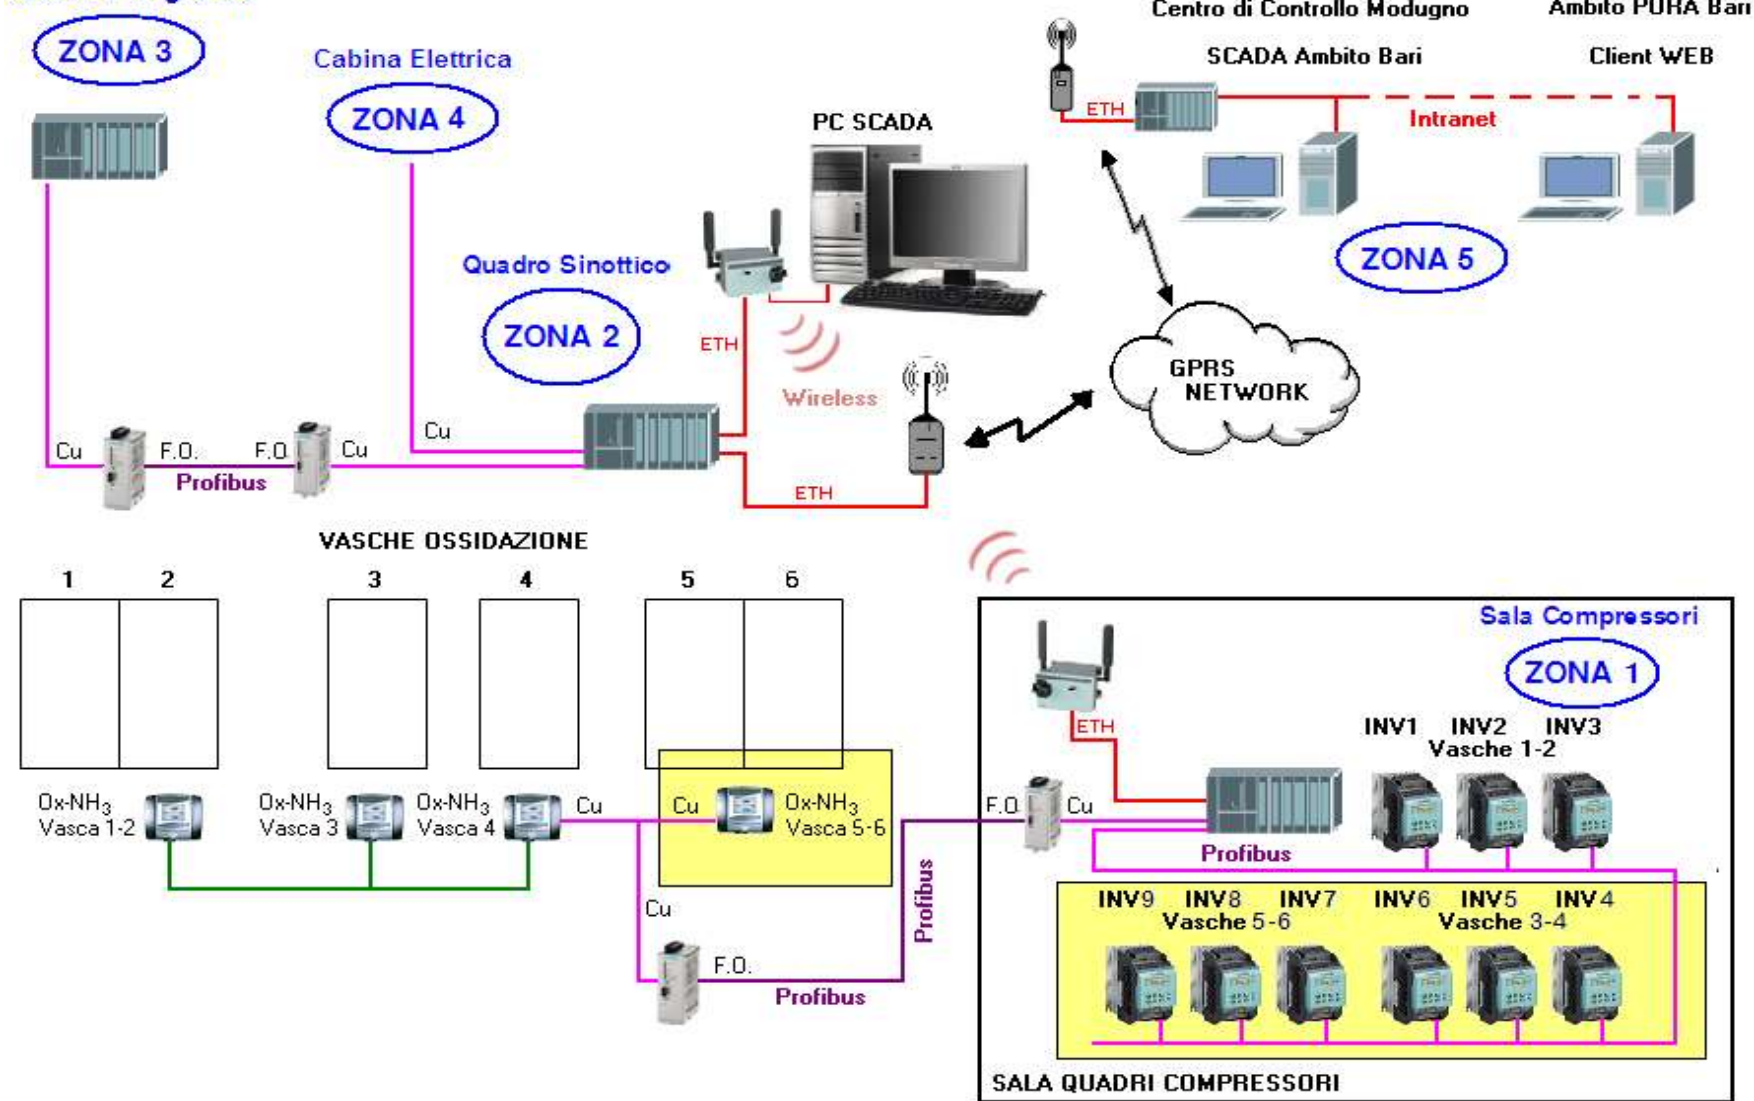 Centro di Controllo Modugno
Ambito PURA Bari
ZONA 3
Cabina Elettrica
ZONA 4
PC SCADA
SCADA Ambito Bari
Client WEB
ETH
Intranet
ZONA 5
Quadro Sinottico
ZONA 2
ETH
Wireless
GPRS
NETWORK
Cu
Cu
F.O.
F.O.
Cu
Profibus
ETH
VASCHE OSSIDAZIONE
1
2
3
4
5
6
Sala Compressori
ZONA 1
ETH
INV1
INV2
INV3
Vasche 1-2
Ox-NH3
Vasca 1-2
Ox-NH3
Vasca 3
Ox-NH3
Vasca 4
Cu
Cu
Ox-NH3
Vasca 5-6
F.O
Cu
Profibus
Profibus
Cu
F.O.
Profibus
INV9
INV8
INV7
Vasche 5-6
INV6
INV5
INV4
Vasche 3-4
SALA QUADRI COMPRESSORI